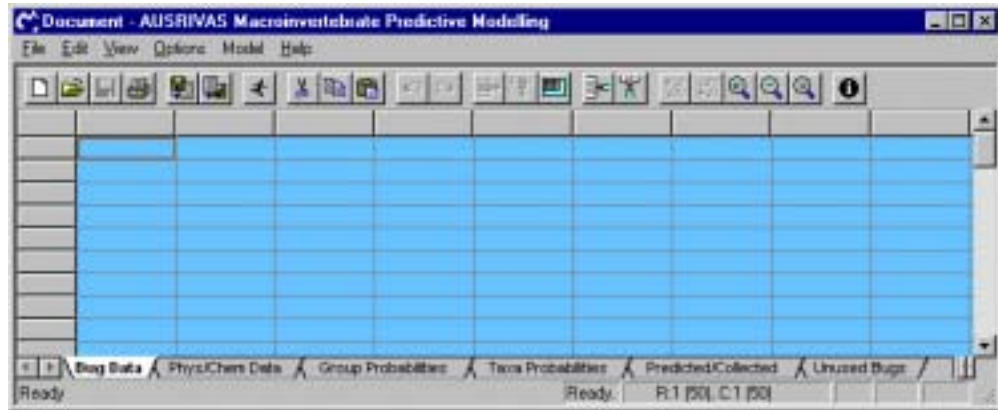 Document - AUSRIVAS Macroinvertebrate Predictive Modelling
File Edit View Options Model Help
Bug Data Phys/Chem Data Group Probabilities Taxa Probabilities Predicted/Collected Unused Bugs
Ready Ready. R:1 [50], C:1 [50]